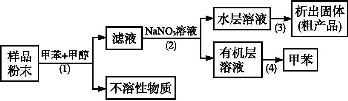 样品粉末
甲苯+甲醇
(1)
滤液
不溶性物质
NaNO₃溶液
(2)
水层溶液
(3)
析出固体(粗产品)
有机层溶液
(4)
甲苯